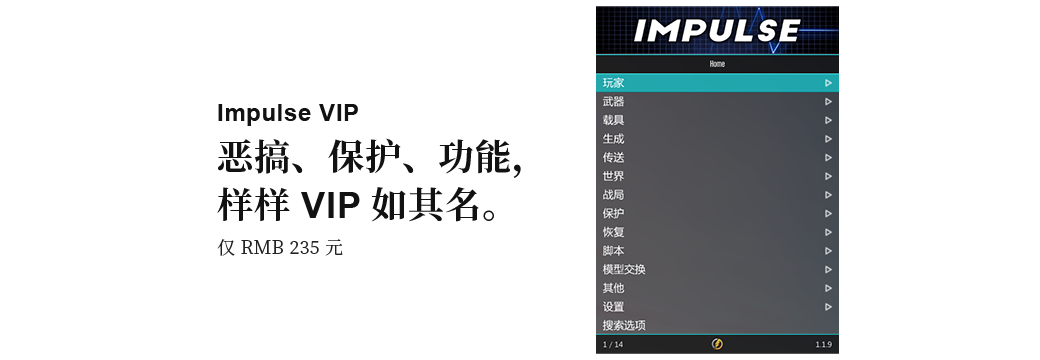 Impulse VIP
恶搞、保护、功能，
样样 VIP 如其名。
仅 RMB 235 元
IMPULSE
Home
玩家
武器
载具
生成
传送
世界
战局
保护
恢复
脚本
模型交换
其他
设置
搜索选项
1 / 14
1.1.9